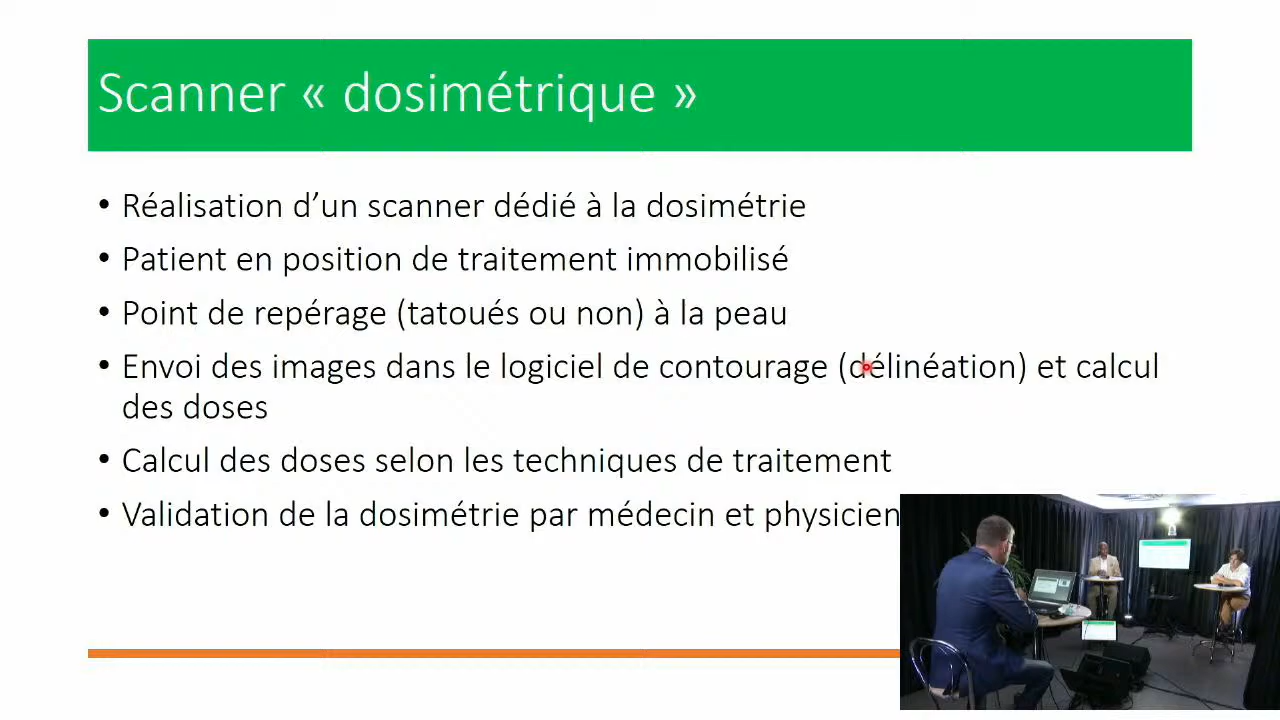 Scanner « dosimétrique »
• Réalisation d’un scanner dédié à la dosimétrie
• Patient en position de traitement immobilisé
• Point de repérage (tatoués ou non) à la peau
• Envoi des images dans le logiciel de contourage (délinéation) et calcul
des doses
• Calcul des doses selon les techniques de traitement
• Validation de la dosimétrie par médecin et physicien